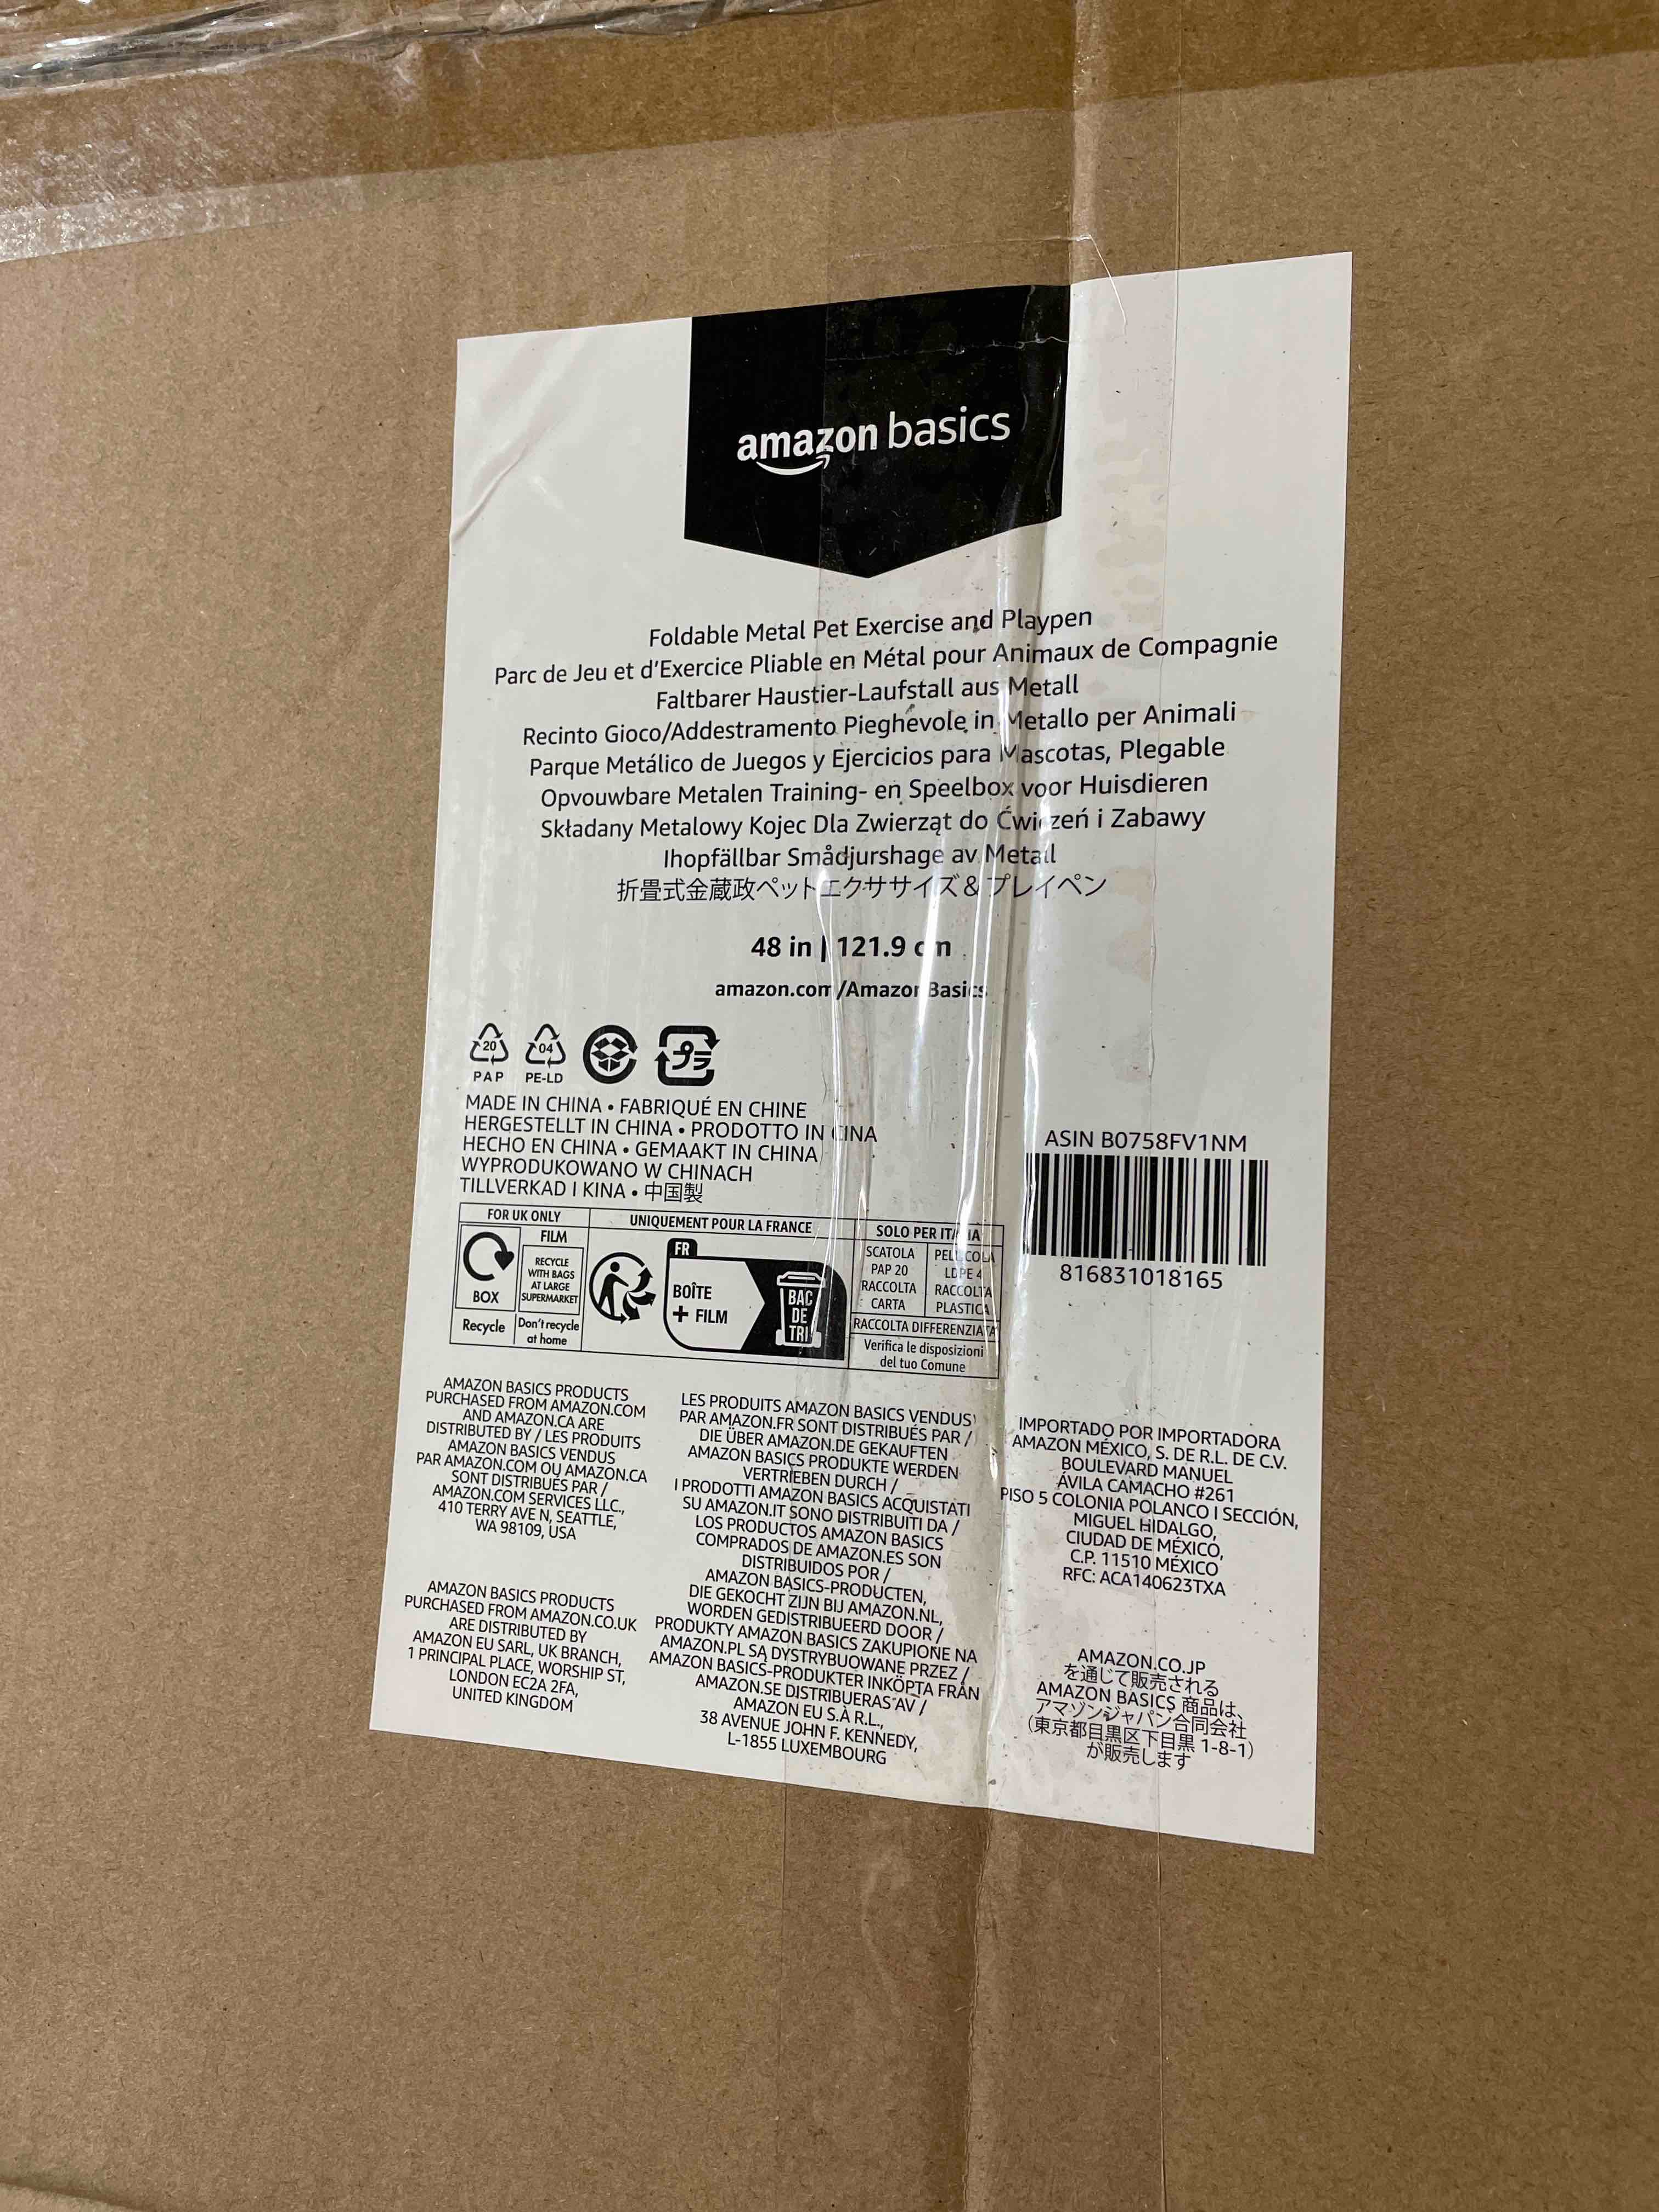 amazon basics
Foldable Metal Pet Exercise and Playpen
Parc de Jeu et d'Exercice Pliable en Métal pour Animaux de Compagnie
Faltbarer Haustier-Laufstall aus Metall
Recinto Gioco/Addestramento Pieghevole in Metallo per Animali
Parque Metálico de Juegos y Ejercicios para Mascotas, Plegable
Opvouwbare Metalen Training- en Speelbox voor Huisdieren
Składany Metalowy Kojec Dla Zwierząt do Ćwiczeń i Zabawy
Ihopfällbar Smådjurshage av Metall
折畳式金蔵政ペットエクササイズ&プレイペン
48 in | 121.9 cm
amazon.com/AmazonBasics
20
PAP
04
PE-LD
プラ
MADE IN CHINA • FABRIQUÉ EN CHINE
HERGESTELLT IN CHINA • PRODOTTO IN CINA
HECHO EN CHINA • GEMAAKT IN CHINA
WYPRODUKOWANO W CHINACH
TILLVERKAD I KINA • 中国製
ASIN B0758FV1NM
816831018165
FOR UK ONLY
BOX
Recycle
FILM
RECYCLE
WITH BAGS
AT LARGE
SUPERMARKET
Don't recycle
at home
UNIQUEMENT POUR LA FRANCE
FR
BOÎTE
+ FILM
BAC
DE
TRI
SOLO PER ITALIA
SCATOLA
PAP 20
RACCOLTA
CARTA
PELLICOLA
LDPE 4
RACCOLTA
PLASTICA
RACCOLTA DIFFERENZIATA
Verifica le disposizioni
del tuo Comune
AMAZON BASICS PRODUCTS
PURCHASED FROM AMAZON.COM
AND AMAZON.CA ARE
DISTRIBUTED BY / LES PRODUITS
AMAZON BASICS VENDUS
PAR AMAZON.COM OU AMAZON.CA
SONT DISTRIBUÉS PAR /
AMAZON.COM SERVICES LLC.,
410 TERRY AVE N, SEATTLE,
WA 98109, USA
AMAZON BASICS PRODUCTS
PURCHASED FROM AMAZON.CO.UK
ARE DISTRIBUTED BY
AMAZON EU SARL, UK BRANCH,
1 PRINCIPAL PLACE, WORSHIP ST,
LONDON EC2A 2FA,
UNITED KINGDOM
LES PRODUITS AMAZON BASICS VENDUS
PAR AMAZON.FR SONT DISTRIBUÉS PAR /
DIE ÜBER AMAZON.DE GEKAUFTEN
AMAZON BASICS PRODUKTE WERDEN
VERTRIEBEN DURCH /
I PRODOTTI AMAZON BASICS ACQUISTATI
SU AMAZON.IT SONO DISTRIBUITI DA /
LOS PRODUCTOS AMAZON BASICS
COMPRADOS DE AMAZON.ES SON
DISTRIBUIDOS POR /
AMAZON BASICS-PRODUCTEN,
DIE GEKOCHT ZIJN BIJ AMAZON.NL,
WORDEN GEDISTRIBUEERD DOOR /
PRODUKTY AMAZON BASICS ZAKUPIONE NA
AMAZON.PL SĄ DYSTRYBUOWANE PRZEZ /
AMAZON BASICS-PRODUKTER INKÖPTA FRÅN
AMAZON.SE DISTRIBUERAS AV /
AMAZON EU S.À R.L.,
38 AVENUE JOHN F. KENNEDY,
L-1855 LUXEMBOURG
IMPORTADO POR IMPORTADORA
AMAZON MÉXICO, S. DE R.L. DE C.V.
BOULEVARD MANUEL
ÁVILA CAMACHO #261
PISO 5 COLONIA POLANCO I SECCIÓN,
MIGUEL HIDALGO,
CIUDAD DE MÉXICO,
C.P. 11510 MÉXICO
RFC: ACA140623TXA
AMAZON.CO.JP
を通じて販売される
AMAZON BASICS 商品は、
アマゾンジャパン合同会社
(東京都目黒区下目黒 1-8-1)
が販売します